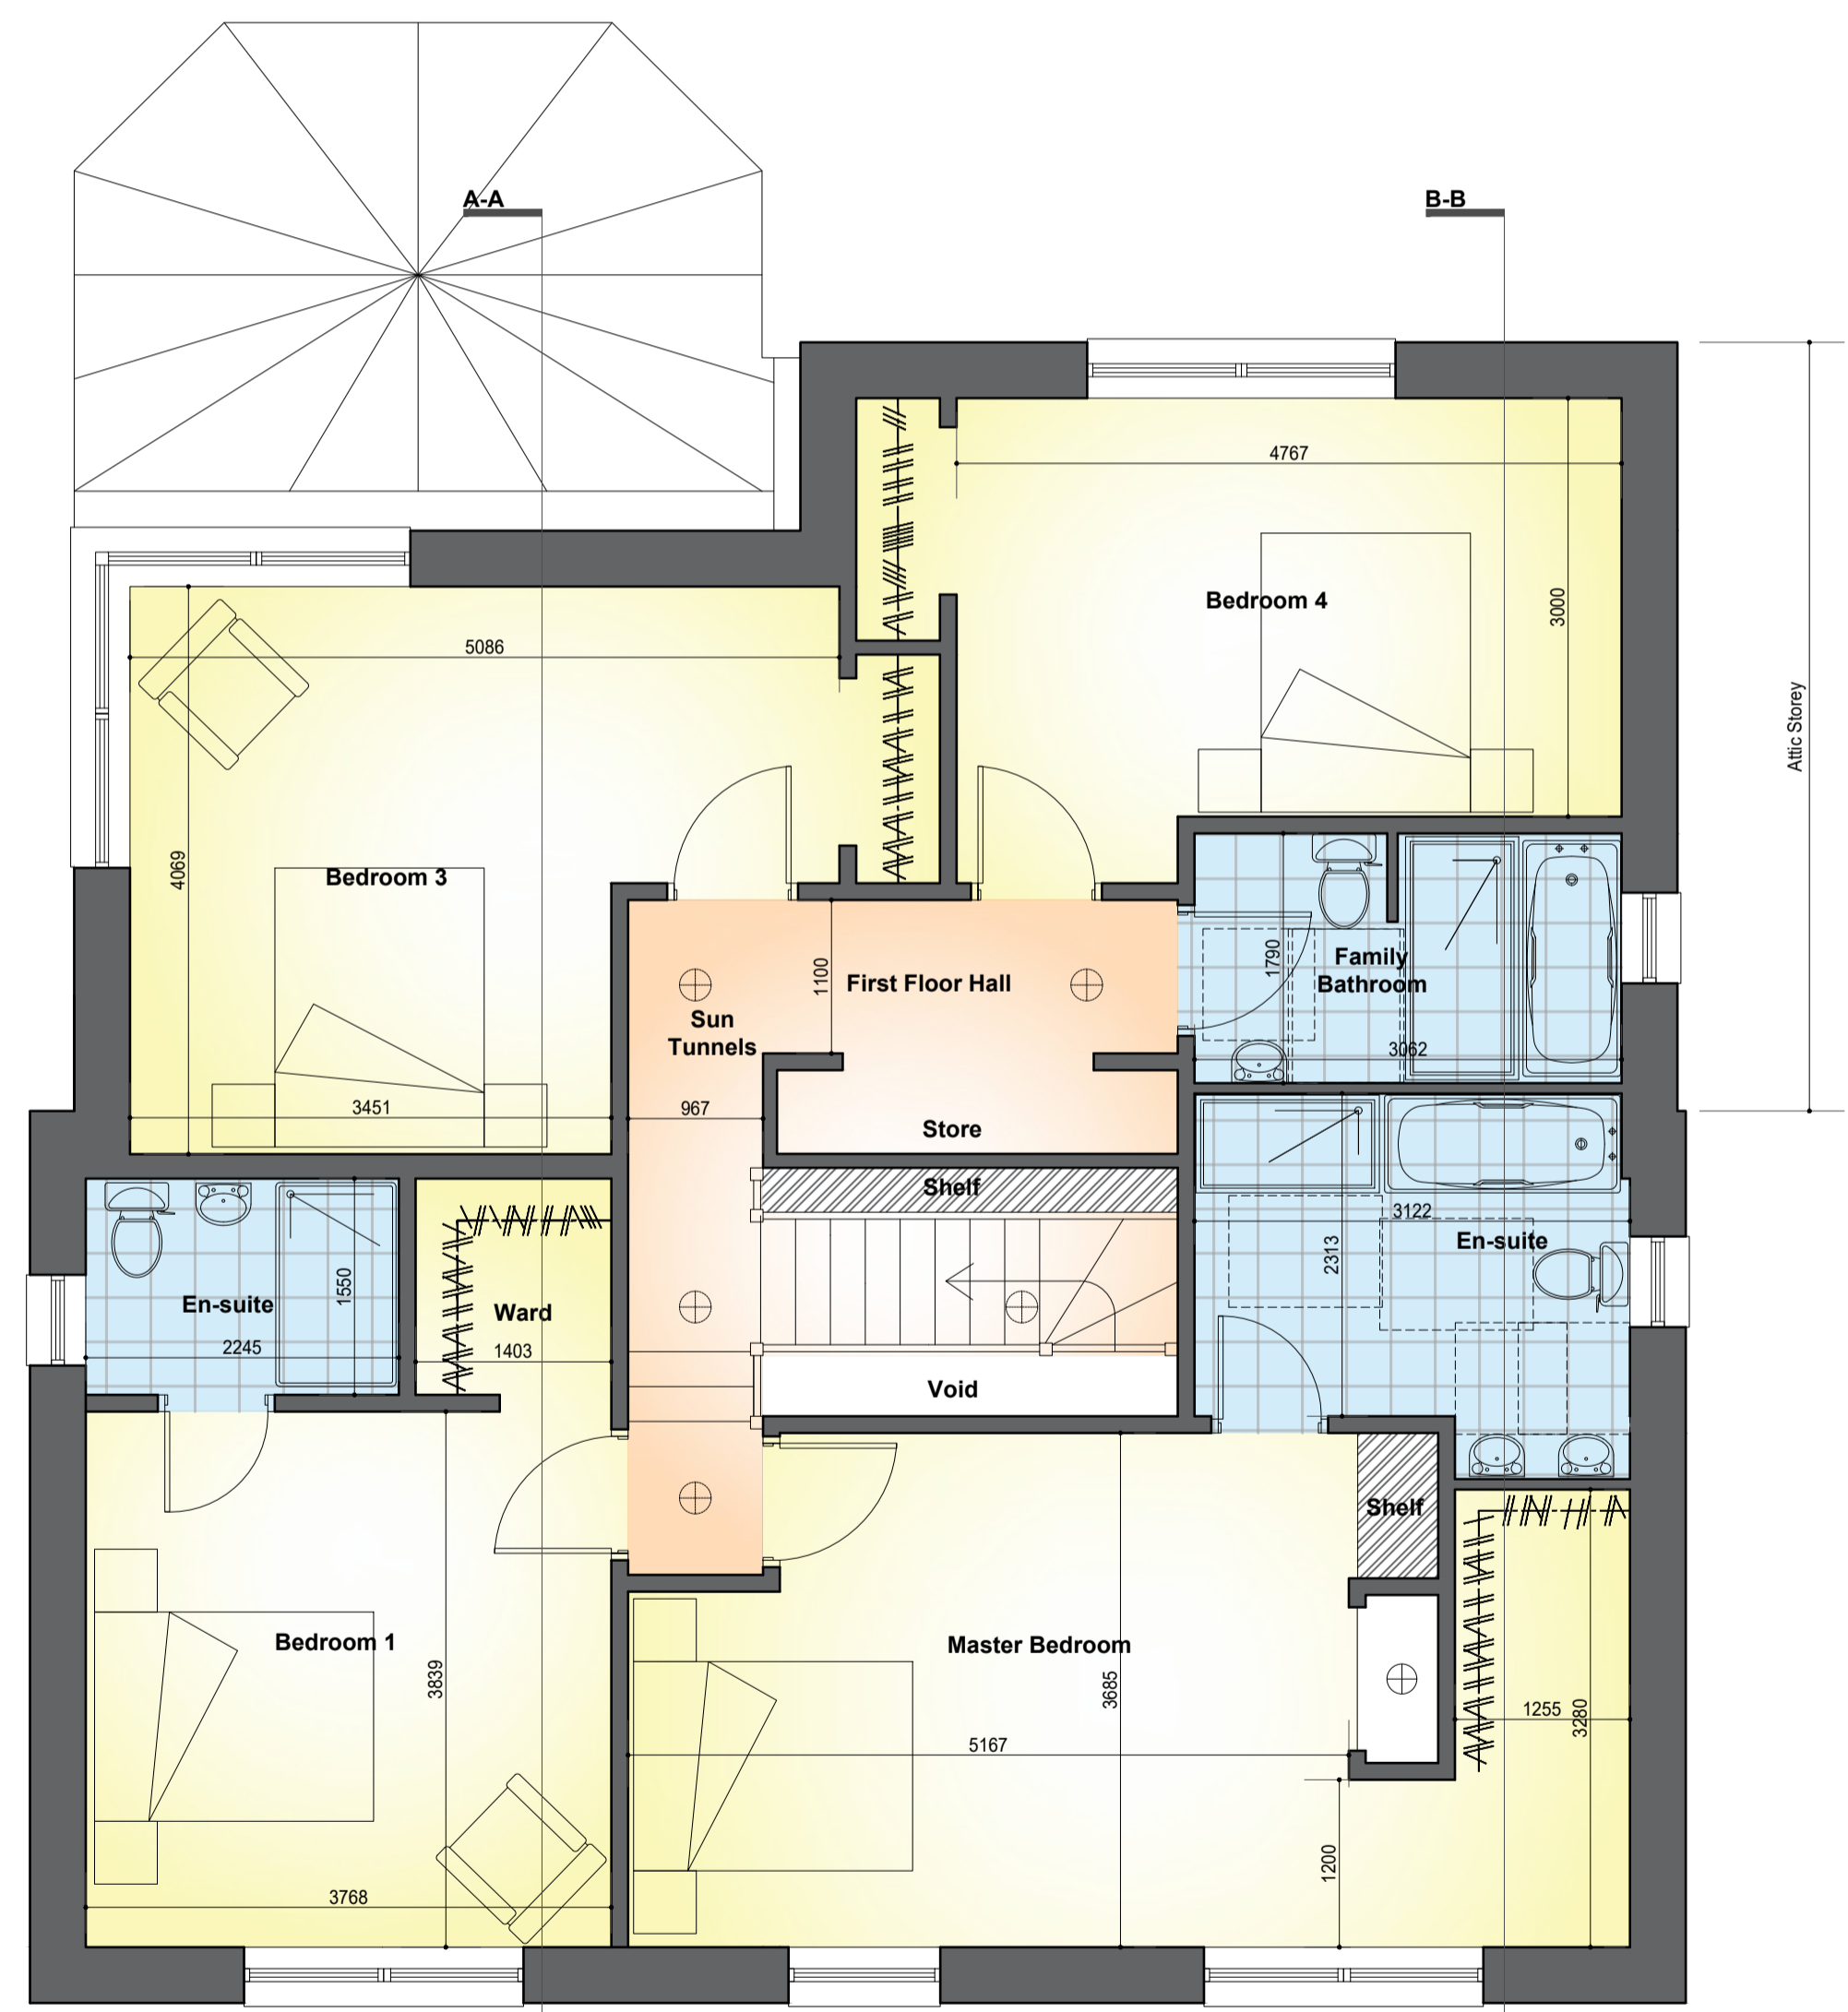 A-A
B-B
4767
Bedroom 4
3000
5086
Attic Storey
4069
Bedroom 3
1100
First Floor Hall
1790
Family
Bathroom
Sun
Tunnels
3062
3451
967
Store
Shelf
3122
2313
En-suite
1550
En-suite
2245
Ward
1403
Void
Shelf
Bedroom 1
3839
Master Bedroom
3685
1255
3280
5167
1200
3768